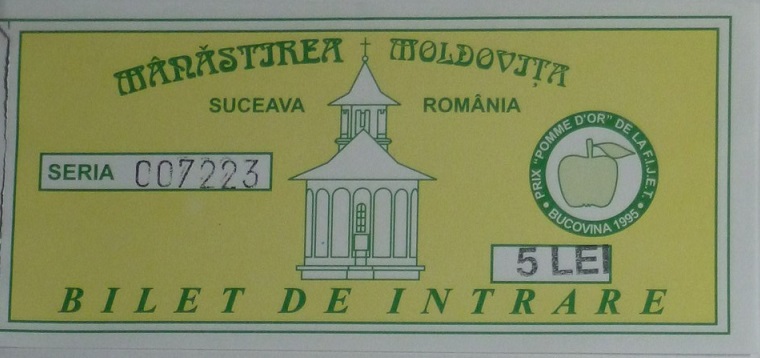 MÂNĂSTIREA MOLDOVIȚA
SUCEAVA ROMÂNIA
SERIA 007223
PRIX "POMME D'OR" DE LA F.I.J.E.T.
• BUCOVINA 1995 •
5 LEI
BILET DE INTRARE